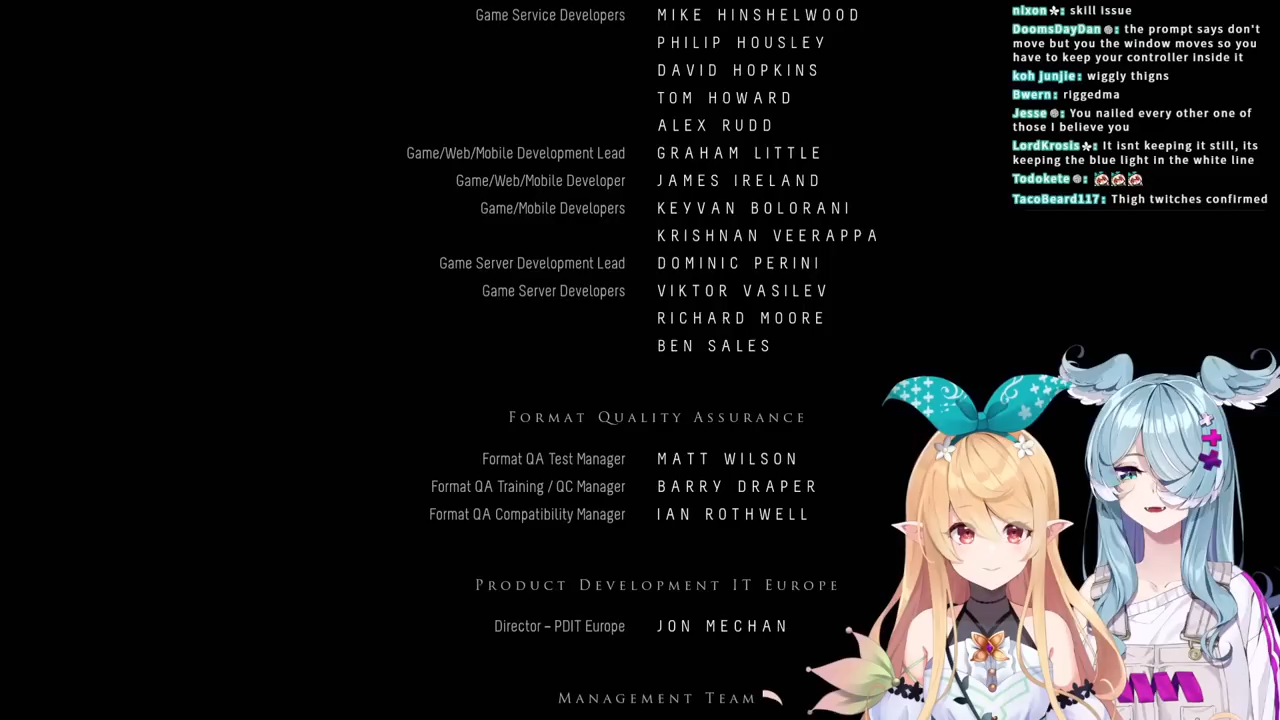 Game Service Developers MIKE HINSHELWOOD
PHILIP HOUSLEY
DAVID HOPKINS
TOM HOWARD
ALEX RUDD
Game/Web/Mobile Development Lead GRAHAM LITTLE
Game/Web/Mobile Developer JAMES IRELAND
Game/Mobile Developers KEYVAN BOLORANI
KRISHNAN VEERAPPA
Game Server Development Lead DOMINIC PERINI
Game Server Developers VIKTOR VASILEV
RICHARD MOORE
BEN SALES
FORMAT QUALITY ASSURANCE
Format QA Test Manager MATT WILSON
Format QA Training / QC Manager BARRY DRAPER
Format QA Compatibility Manager IAN ROTHWELL
PRODUCT DEVELOPMENT IT EUROPE
Director – PDIT Europe JON MECHAN
MANAGEMENT TEAM
nixon: skill issue
DoomsDayDan: the prompt says don't
move but you the window moves so you
have to keep your controller inside it
koh junjie: wiggly thigns
Bwern: riggedma
Jesse: You nailed every other one of
those I believe you
LordKrosis: It isnt keeping it still, its
keeping the blue light in the white line
Todokete:
TacoBeard117: Thigh twitches confirmed